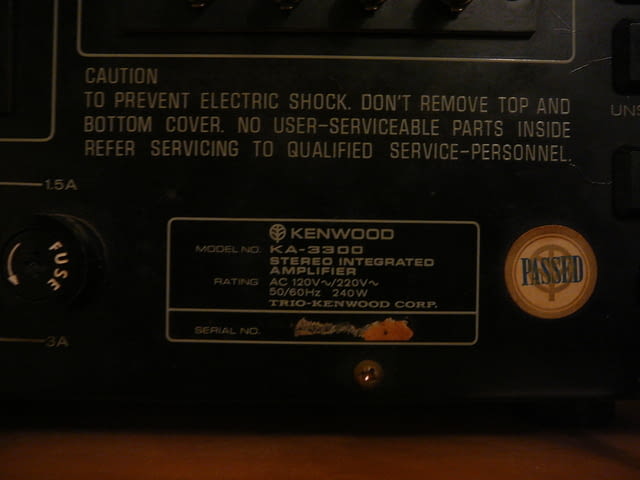 CAUTION
TO PREVENT ELECTRIC SHOCK. DON'T REMOVE TOP AND
BOTTOM COVER. NO USER-SERVICEABLE PARTS INSIDE
REFER SERVICING TO QUALIFIED SERVICE-PERSONNEL.
UNS
1.5A
FUSE
3A
KENWOOD
MODEL NO. KA-3300
STEREO INTEGRATED
AMPLIFIER
RATING AC 120V~/220V~
50/60Hz 240W
TRIO-KENWOOD CORP.
SERIAL NO.
PASSED